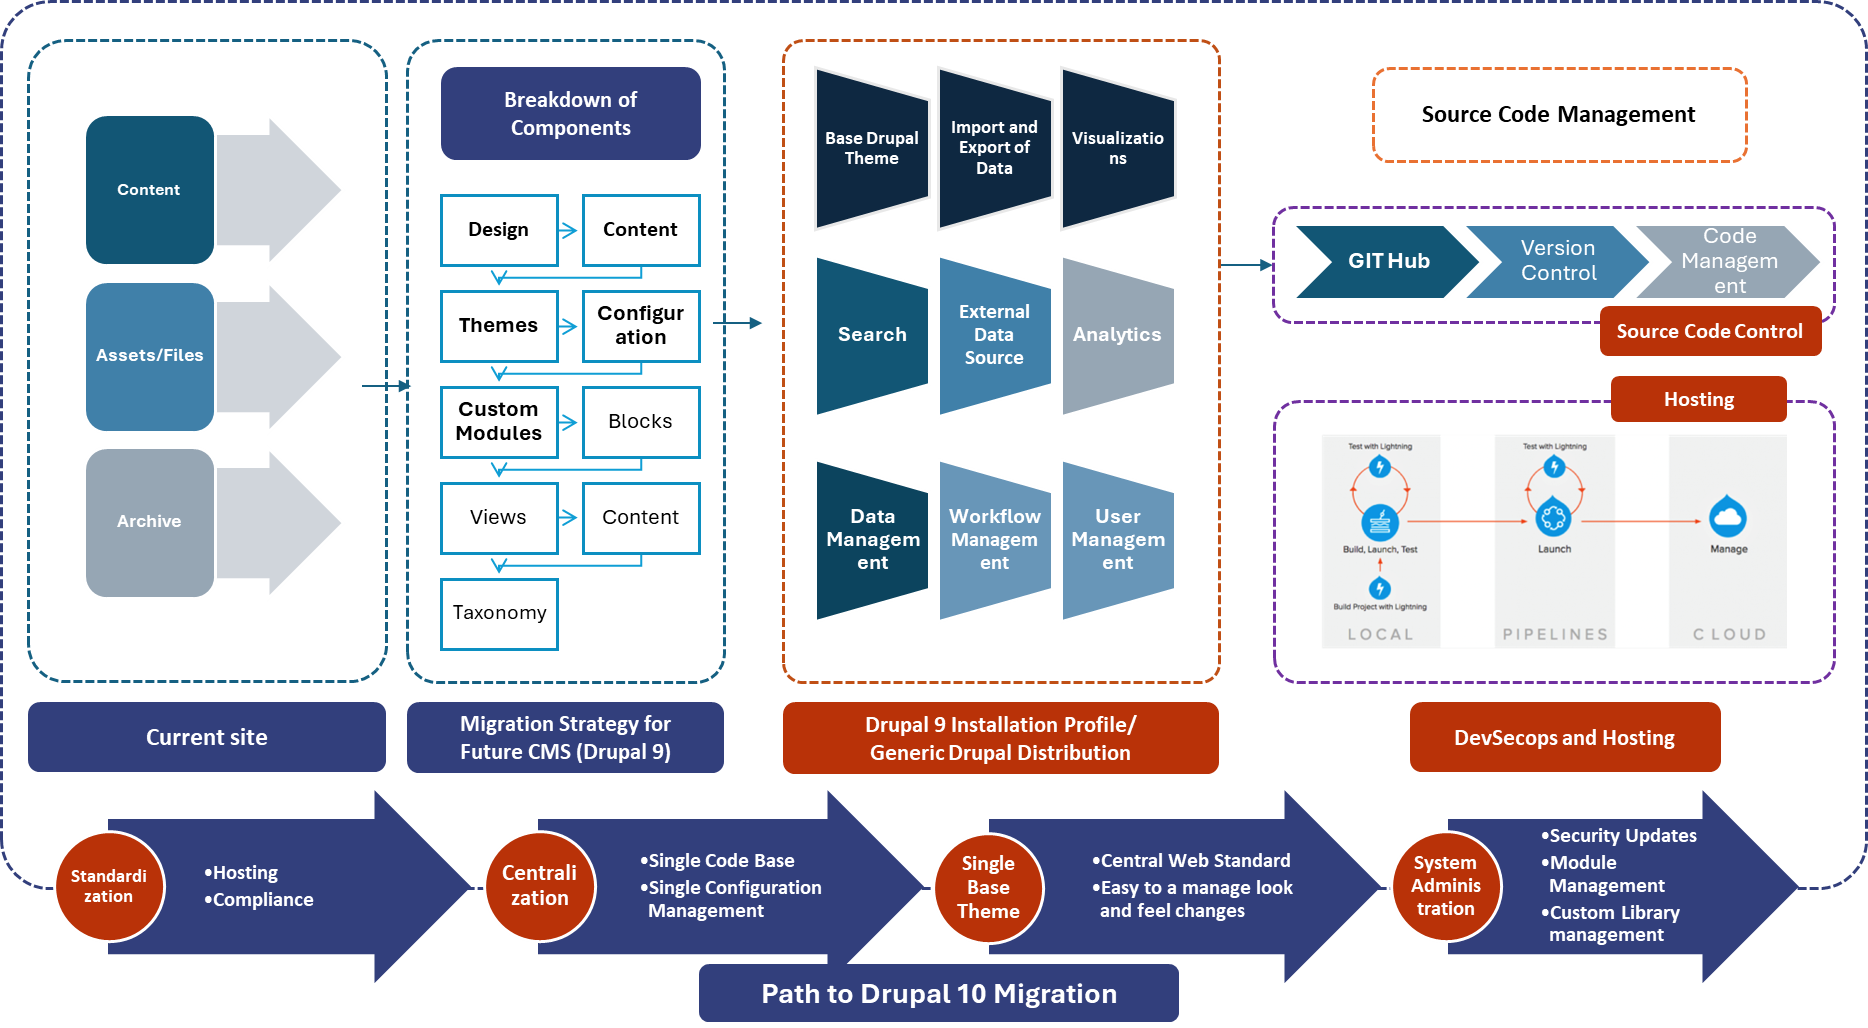 Content
Assets/Files
Archive
Current site
Breakdown of
Components
Design
Content
Themes
Configur
ation
Custom
Modules
Blocks
Views
Content
Taxonomy
Migration Strategy for
Future CMS (Drupal 9)
Base Drupal
Theme
Import and
Export of
Data
Visualizatio
ns
Search
External
Data
Source
Analytics
Data
Managem
ent
Workflow
Managem
ent
User
Managem
ent
Drupal 9 Installation Profile/
Generic Drupal Distribution
Source Code Management
GIT Hub
Version
Control
Code
Managem
ent
Source Code Control
Hosting
Test with Lightning
Build, Launch, Test
Build Project with Lightning
LOCAL
Test with Lightning
Launch
PIPELINES
Manage
CLOUD
DevSecops and Hosting
Standardi
zation
•Hosting
•Compliance
Centrali
zation
•Single Code Base
•Single Configuration
Management
Single
Base
Theme
•Central Web Standard
•Easy to a manage look
and feel changes
System
Adminis
tration
•Security Updates
•Module
Management
•Custom Library
management
Path to Drupal 10 Migration